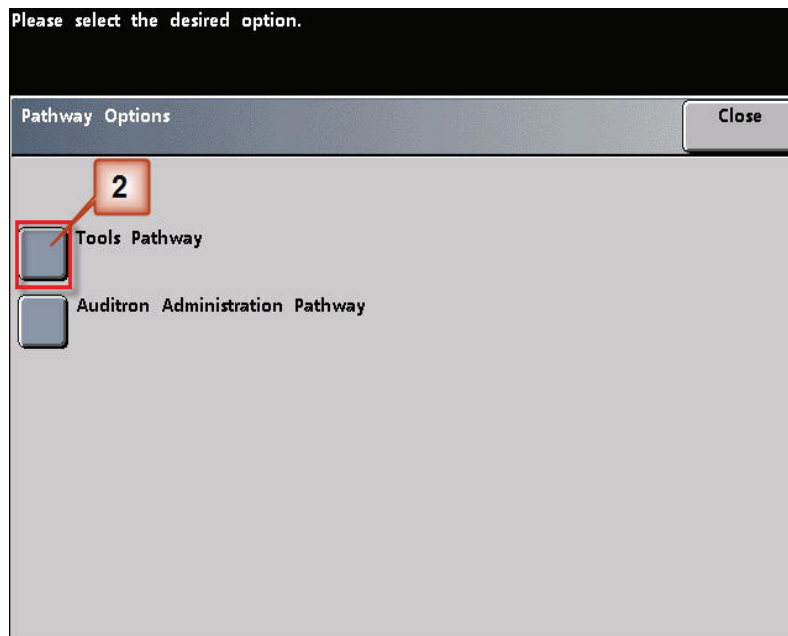 Please select the desired option.
Pathway Options
Close
2
Tools Pathway
Auditron Administration Pathway